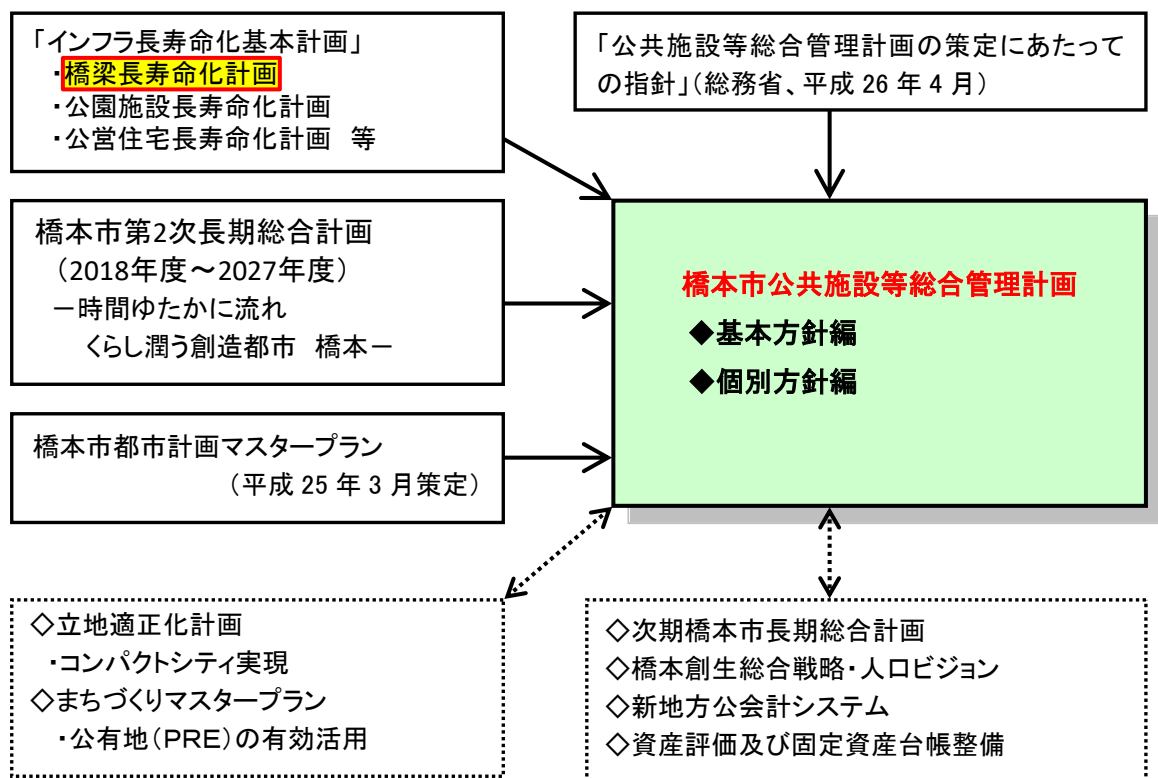 「インフラ長寿命化基本計画」
・橋梁長寿命化計画
・公園施設長寿命化計画
・公営住宅長寿命化計画　等
「公共施設等総合管理計画の策定にあたって
の指針」（総務省、平成 26 年 4 月）
橋本市第2次長期総合計画
（2018年度～2027年度）
－時間ゆたかに流れ
くらし潤う創造都市　橋本－
橋本市公共施設等総合管理計画
◆基本方針編
◆個別方針編
橋本市都市計画マスタープラン
（平成 25 年 3 月策定）
◇立地適正化計画
・コンパクトシティ実現
◇まちづくりマスタープラン
・公有地（ＰＲＥ）の有効活用
◇次期橋本市長期総合計画
◇橋本創生総合戦略・人口ビジョン
◇新地方公会計システム
◇資産評価及び固定資産台帳整備